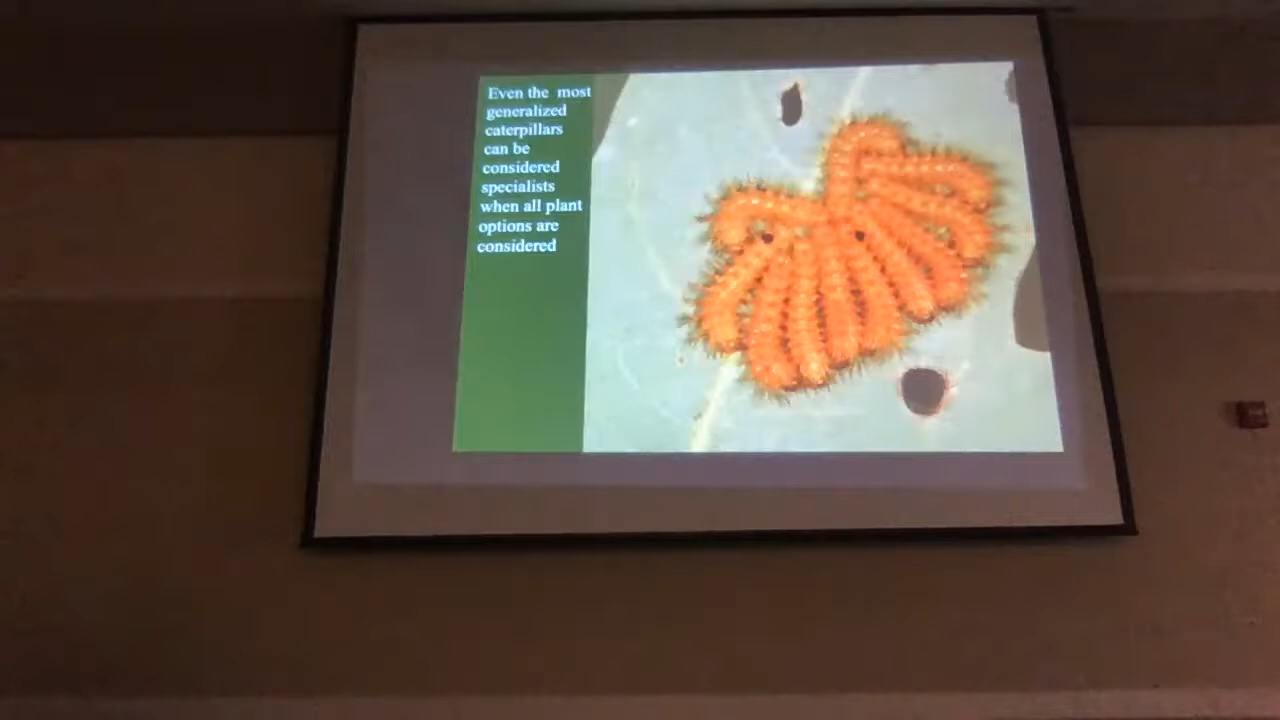 Even the most
generalized
caterpillars
can be
considered
specialists
when all plant
options are
considered